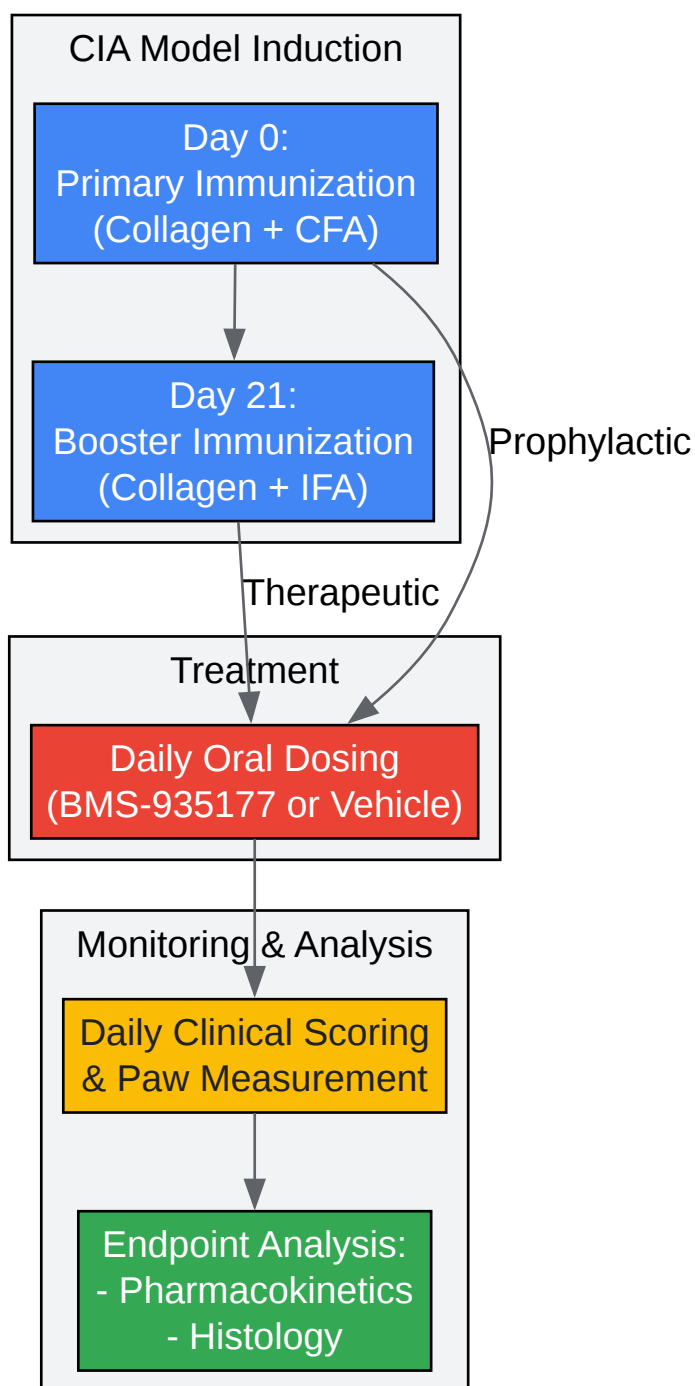 CIA Model Induction
Day 0:
Primary Immunization
(Collagen + CFA)
Day 21:
Booster Immunization
(Collagen + IFA)
Prophylactic
Therapeutic
Treatment
Daily Oral Dosing
(BMS-935177 or Vehicle)
Monitoring & Analysis
Daily Clinical Scoring
& Paw Measurement
Endpoint Analysis:
- Pharmacokinetics
- Histology